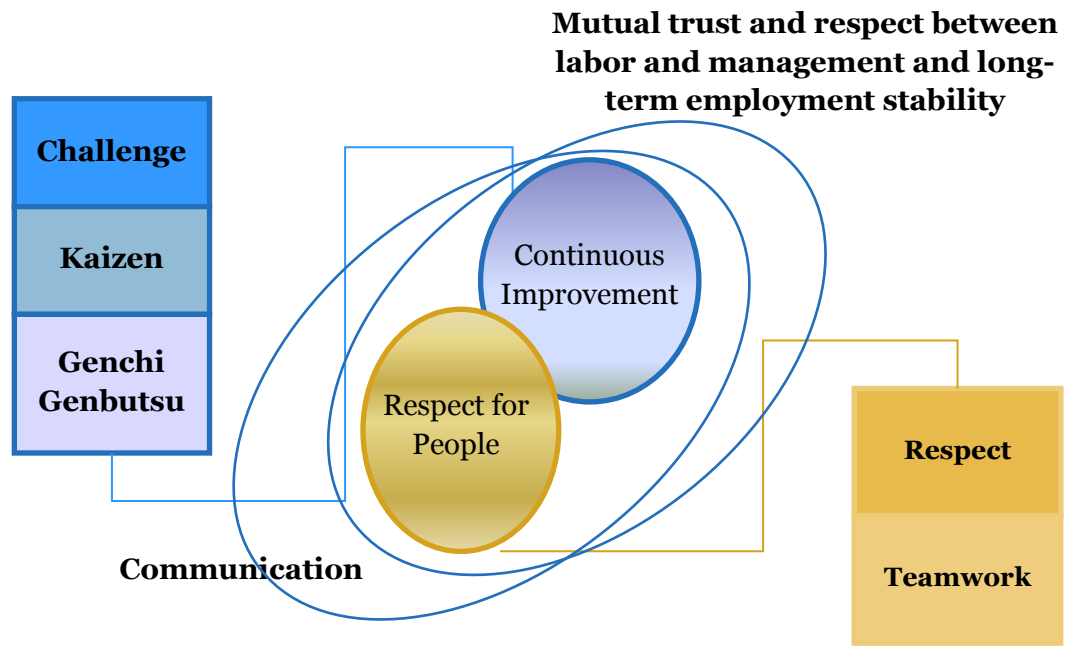 Mutual trust and respect between
labor and management and long-
term employment stability
Challenge
Kaizen
Genchi
Genbutsu
Continuous
Improvement
Respect for
People
Communication
Respect
Teamwork